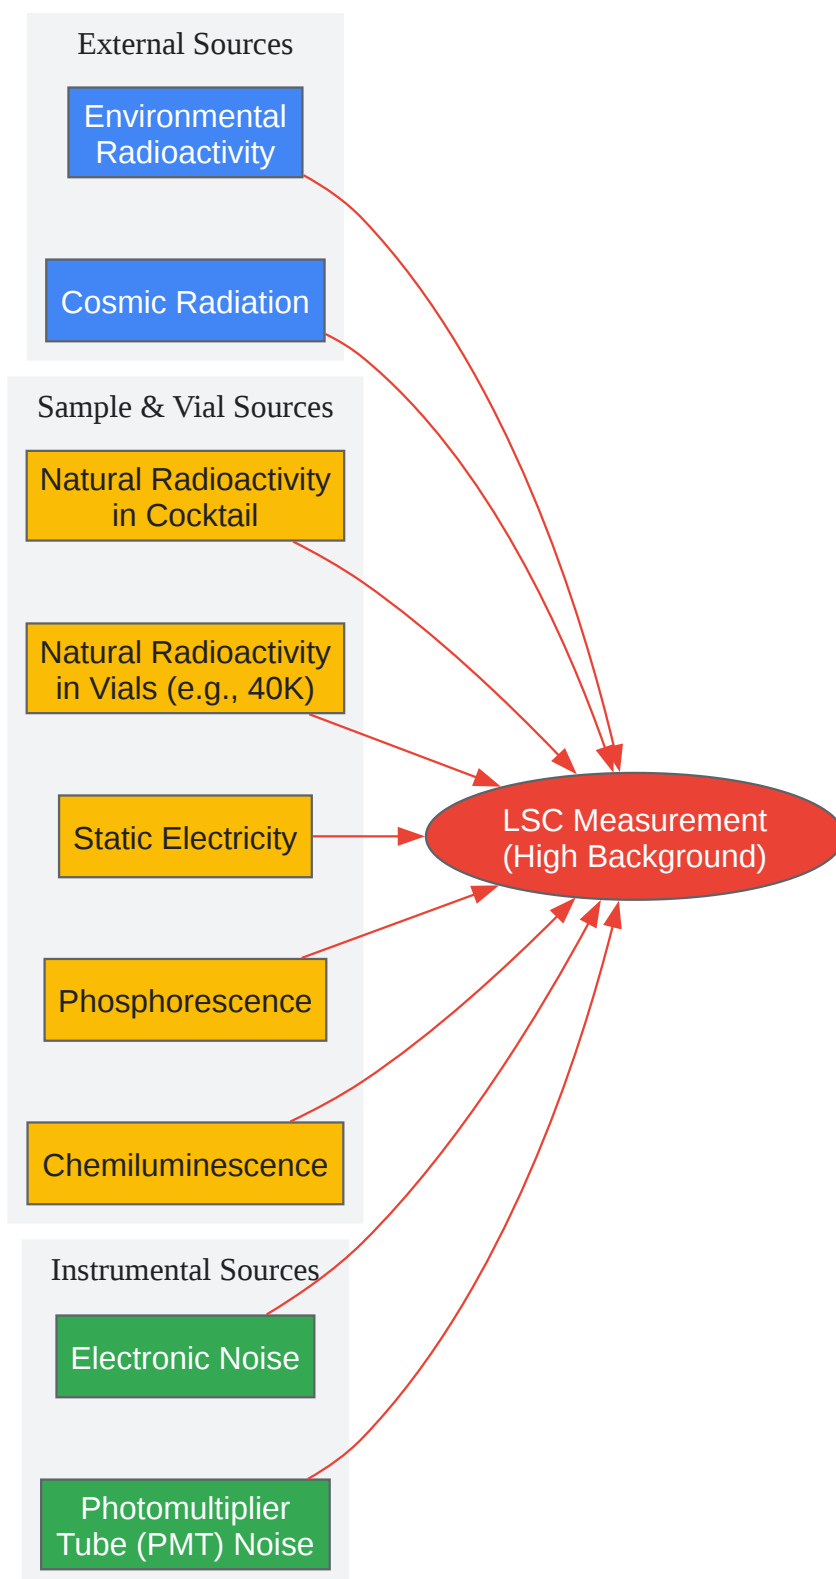 External Sources
Environmental
Radioactivity
Cosmic Radiation
Sample & Vial Sources
Natural Radioactivity
in Cocktail
Natural Radioactivity
in Vials (e.g., 40K)
Static Electricity
Phosphorescence
Chemiluminescence
LSC Measurement
(High Background)
Instrumental Sources
Electronic Noise
Photomultiplier
Tube (PMT) Noise